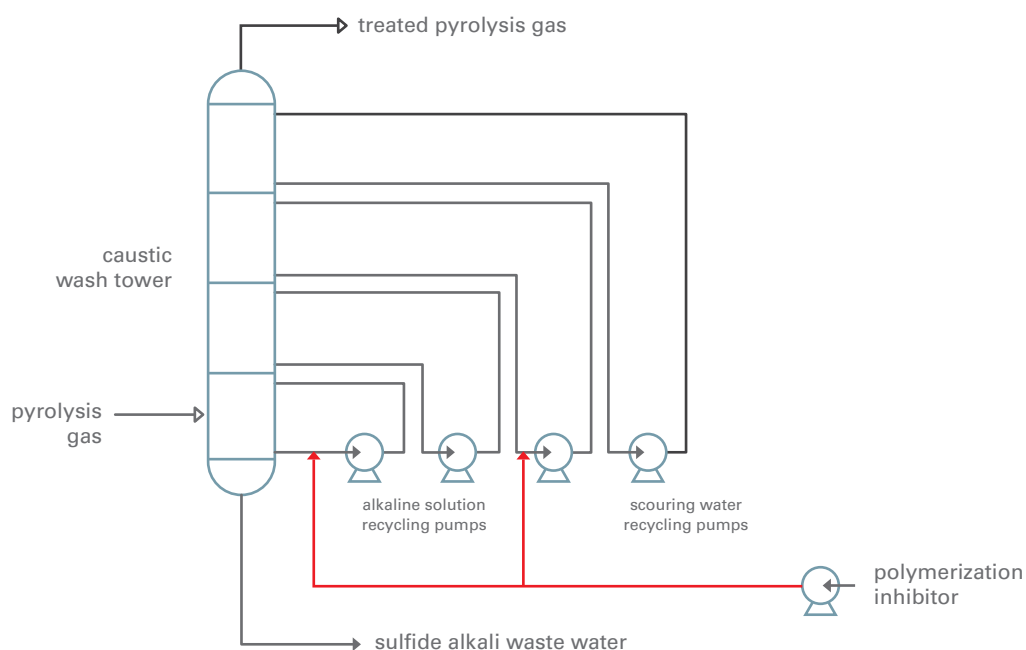 treated pyrolysis gas
caustic
wash tower
pyrolysis
gas
alkaline solution
recycling pumps
scouring water
recycling pumps
polymerization
inhibitor
sulfide alkali waste water